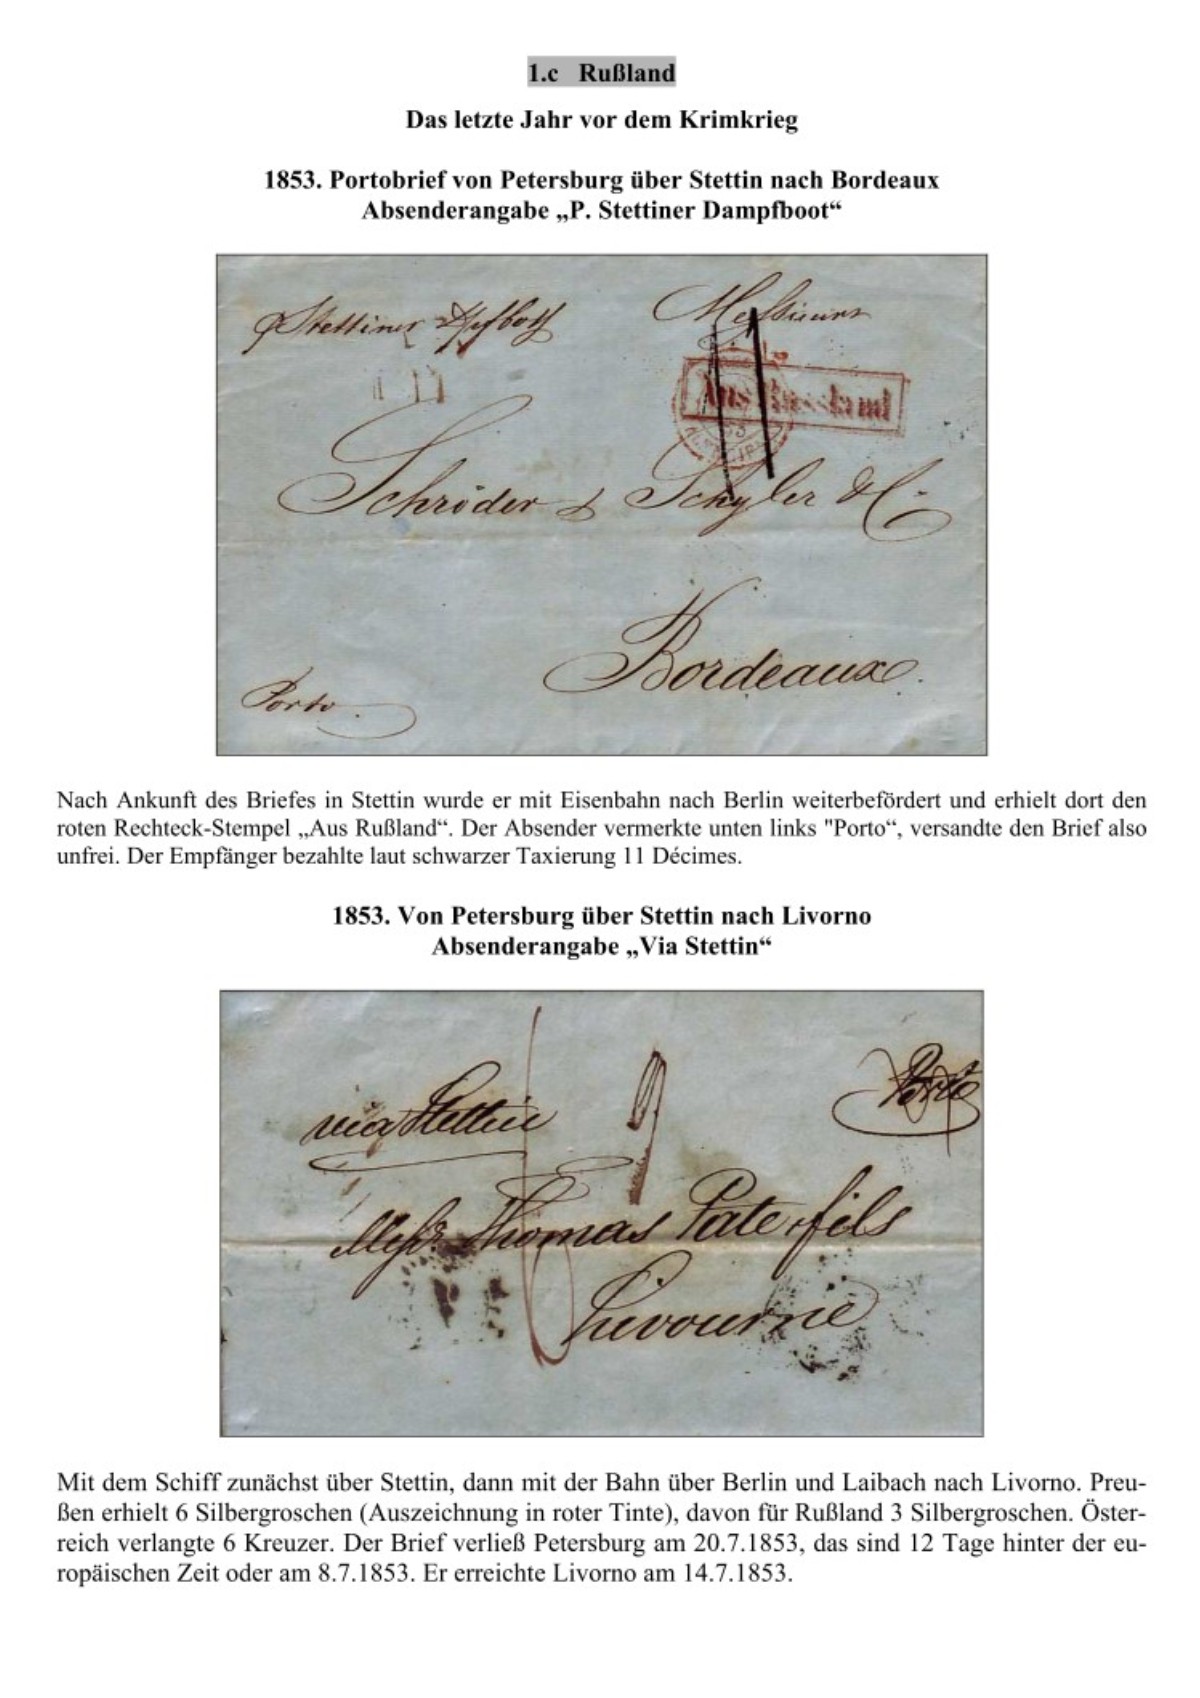 1.c Rußland
Das letzte Jahr vor dem Krimkrieg
1853. Portobrief von Petersburg über Stettin nach Bordeaux
Absenderangabe „P. Stettiner Dampfboot“
Stettiner
Messieurs
Aus Russland
Schröder & Schyler & C.
Bordeaux
Porto
Nach Ankunft des Briefes in Stettin wurde er mit Eisenbahn nach Berlin weiterbefördert und erhielt dort den
roten Rechteck-Stempel „Aus Rußland“. Der Absender vermerkte unten links "Porto“, versandte den Brief also
unfrei. Der Empfänger bezahlte laut schwarzer Taxierung 11 Décimes.
1853. Von Petersburg über Stettin nach Livorno
Absenderangabe „Via Stettin“
via Stettin
Porto
Messr Thomas Pate & fils
Livourne
Mit dem Schiff zunächst über Stettin, dann mit der Bahn über Berlin und Laibach nach Livorno. Preu-
ßen erhielt 6 Silbergroschen (Auszeichnung in roter Tinte), davon für Rußland 3 Silbergroschen. Öster-
reich verlangte 6 Kreuzer. Der Brief verließ Petersburg am 20.7.1853, das sind 12 Tage hinter der eu-
ropäischen Zeit oder am 8.7.1853. Er erreichte Livorno am 14.7.1853.